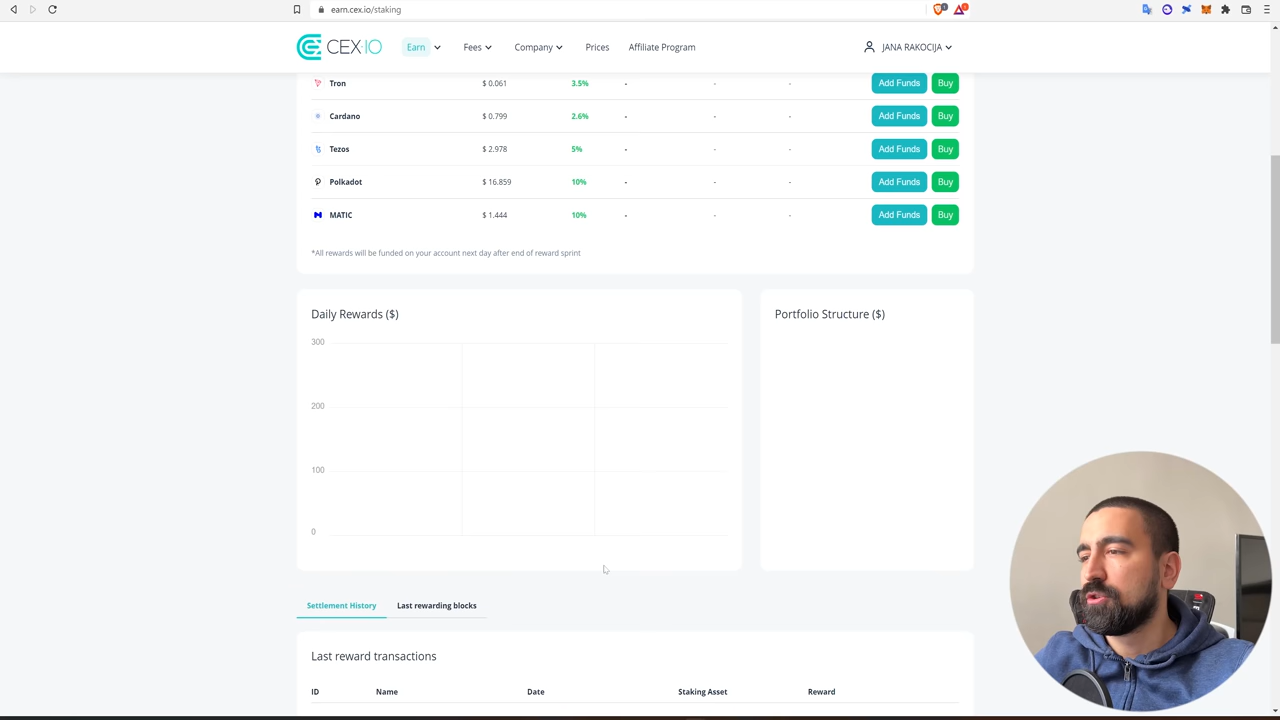 earn.cex.io/staking
CEX·IO Earn Fees Company Prices Affiliate Program JANA RAKOCIJA
Tron $ 0.061 3.5% - - - Add Funds Buy
Cardano $ 0.799 2.6% - - - Add Funds Buy
Tezos $ 2.978 5% - - - Add Funds Buy
Polkadot $ 16.859 10% - - - Add Funds Buy
MATIC $ 1.444 10% - - - Add Funds Buy
*All rewards will be funded on your account next day after end of reward sprint
Daily Rewards ($)
300
200
100
0
Portfolio Structure ($)
Settlement History Last rewarding blocks
Last reward transactions
ID Name Date Staking Asset Reward